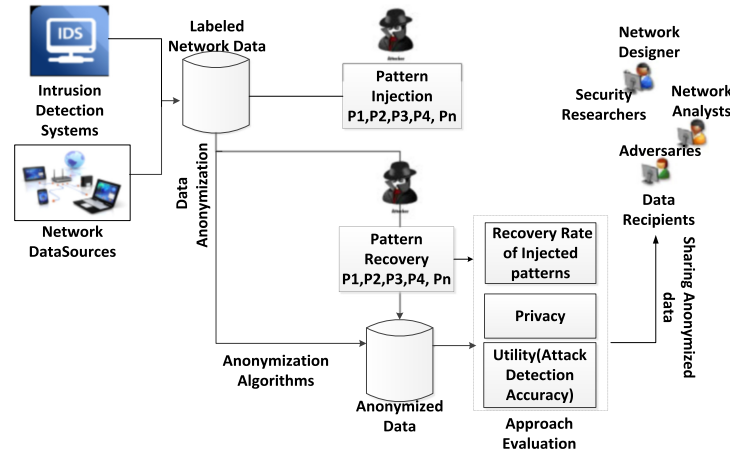 IDS
Intrusion
Detection
Systems
Network
DataSources
Labeled
Network Data
Pattern
Injection
P1,P2,P3,P4, Pn
Data
Anonymization
Pattern
Recovery
P1,P2,P3,P4, Pn
Anonymization
Algorithms
Anonymized
Data
Recovery Rate
of Injected
patterns
Privacy
Utility(Attack
Detection
Accuracy)
Approach
Evaluation
Network
Designer
Security
Researchers
Network
Analysts
Adversaries
Data
Recipients
Sharing Anonymized
data